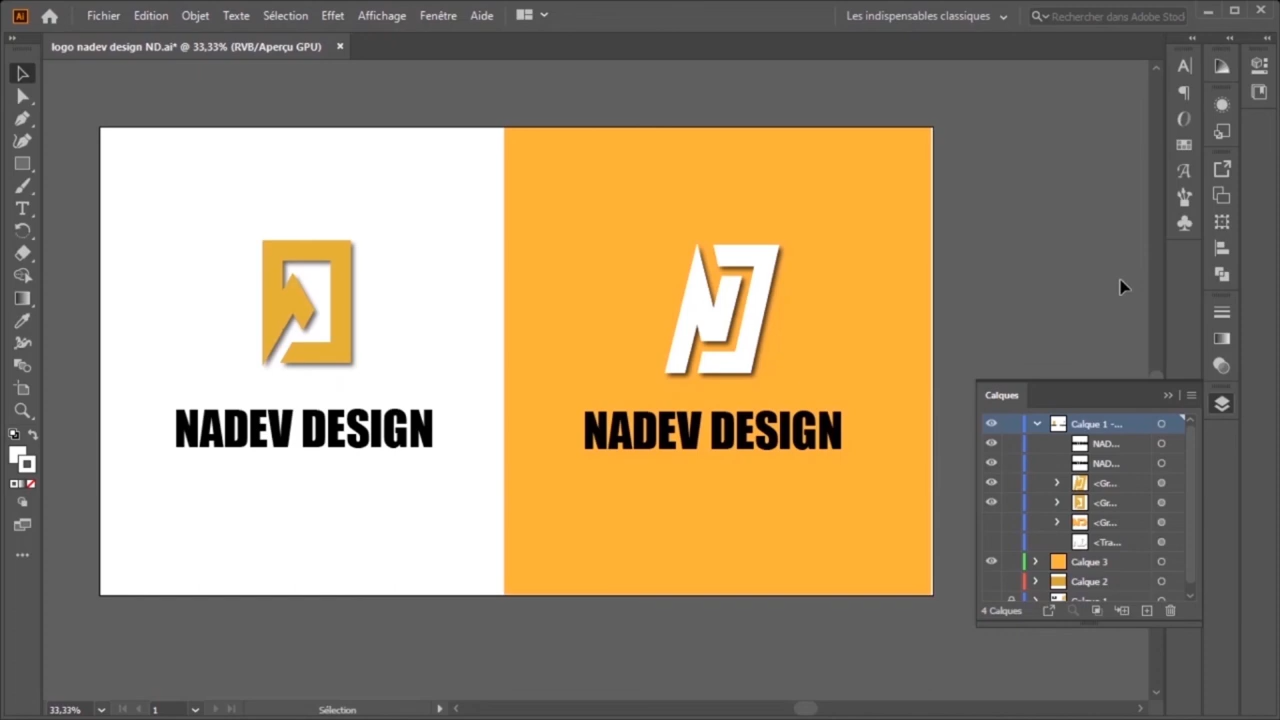 Ai
Fichier Edition Objet Texte Sélection Effet Affichage Fenêtre Aide
Les indispensables classiques
Rechercher dans Adobe Stoc
logo nadev design ND.ai* @ 33,33% (RVB/Aperçu GPU)
NADEV DESIGN
NADEV DESIGN
Calques
Calque 1 -...
NAD...
NAD...
<Gr...
<Gr...
<Gr...
<Tra...
Calque 3
Calque 2
4 Calques
33,33%
1
Sélection